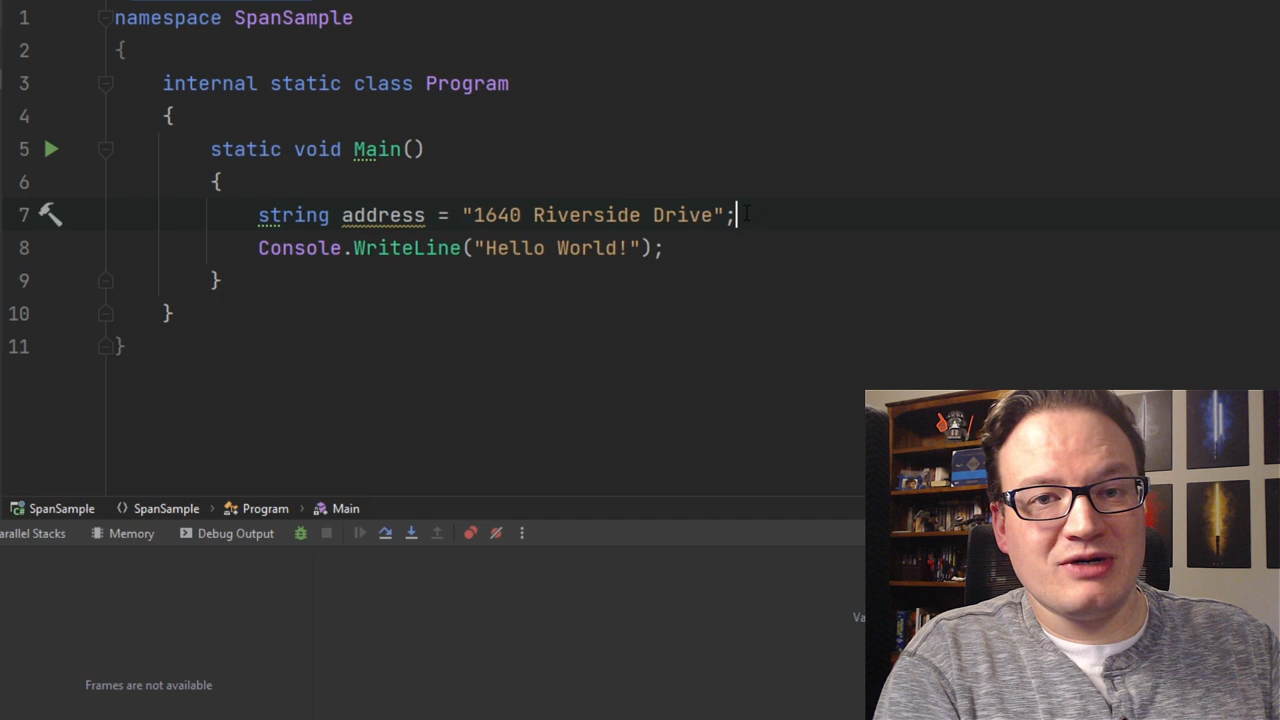 1 namespace SpanSample
2 {
3 internal static class Program
4 {
5 static void Main()
6 {
7 string address = "1640 Riverside Drive";
8 Console.WriteLine("Hello World!");
9 }
10 }
11 }
SpanSample SpanSample Program Main
arallel Stacks Memory Debug Output
Va
Frames are not available